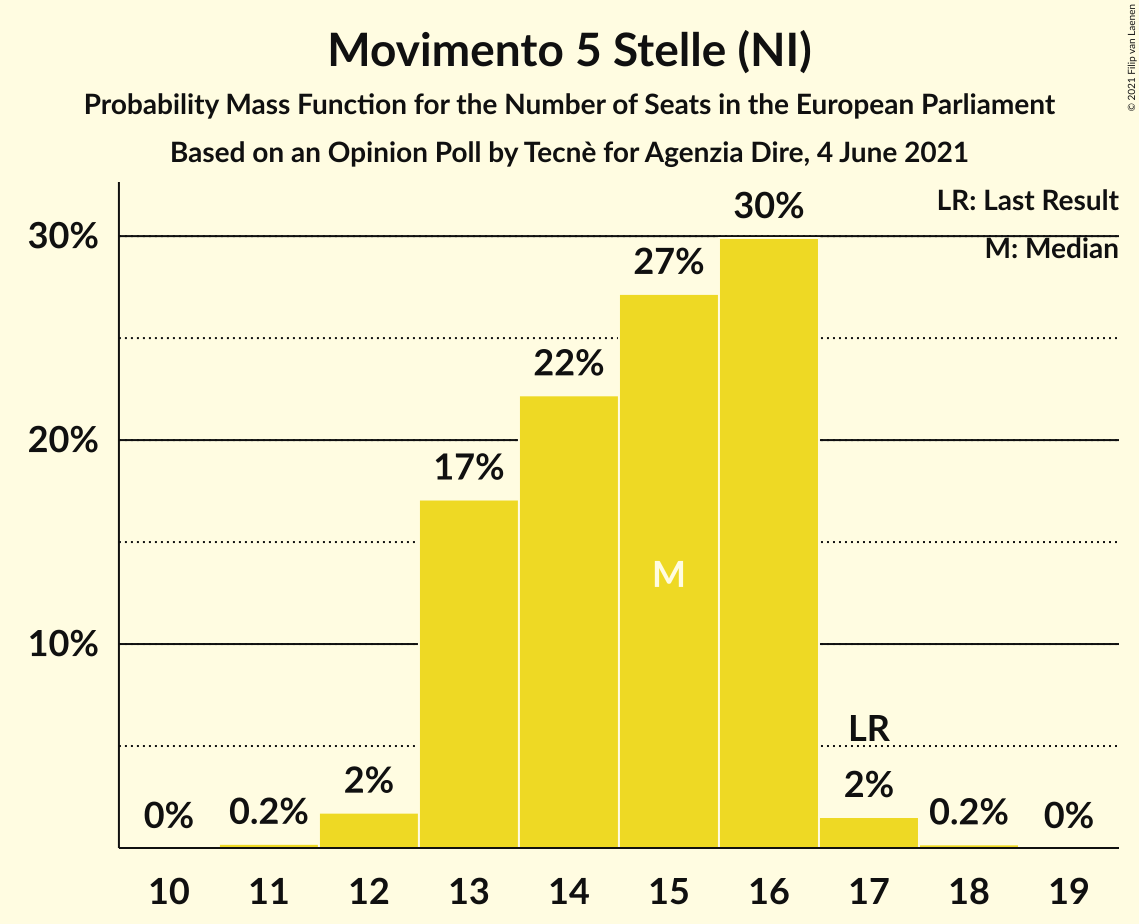 Movimento 5 Stelle (NI)
Probability Mass Function for the Number of Seats in the European Parliament
Based on an Opinion Poll by Tecnè for Agenzia Dire, 4 June 2021
© 2021 Filip van Laenen
LR: Last Result
M: Median
30%
20%
10%
0%
0.2%
2%
17%
22%
27%
30%
2%
0.2%
0%
M
LR
10 11 12 13 14 15 16 17 18 19